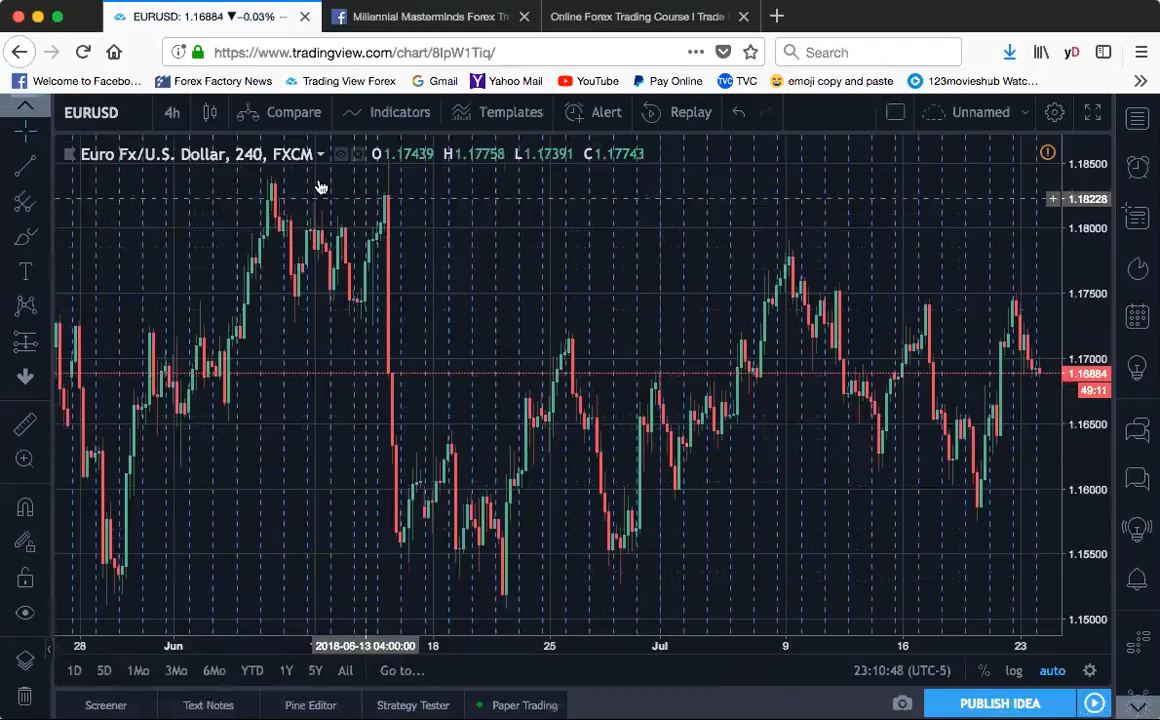 EURUSD: 1.16884 ▼−0.03% −
Millennial Masterminds Forex Tr
Online Forex Trading Course | Trade
https://www.tradingview.com/chart/8IpW1Tiq/
Search
yD
Welcome to Facebo...
Forex Factory News
Trading View Forex
Gmail
Yahoo Mail
YouTube
Pay Online
TVC
emoji copy and paste
123movieshub Watc...
EURUSD
4h
Compare
Indicators
Templates
Alert
Replay
Unnamed
Euro Fx/U.S. Dollar, 240, FXCM
O1.17439 H1.17758 L1.17391 C1.17743
1.18500
1.18228
1.18000
1.17500
1.17000
1.16884
49:11
1.16500
1.16000
1.15500
1.15000
28
Jun
2018-06-13 04:00:00
18
25
Jul
9
16
23
1D 5D 1Mo 3Mo 6Mo YTD 1Y 5Y All Go to...
23:10:48 (UTC-5) % log auto
Screener
Text Notes
Pine Editor
Strategy Tester
Paper Trading
PUBLISH IDEA